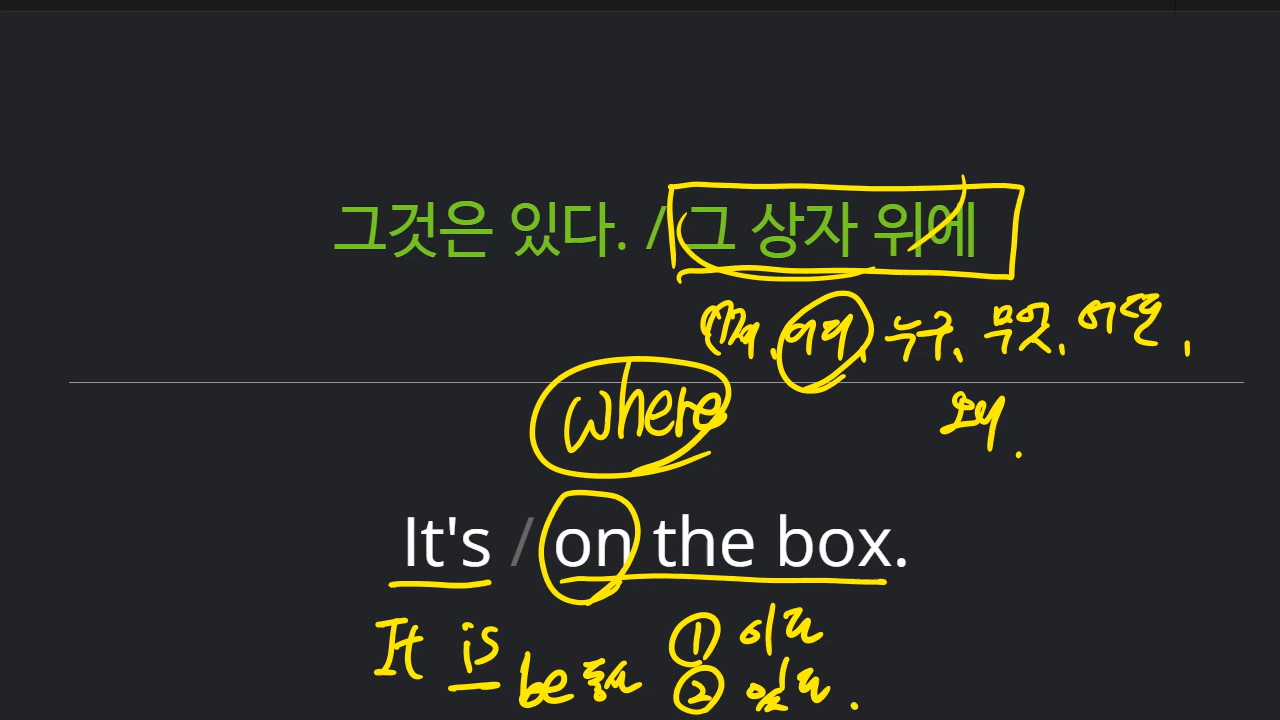 그것은 있다. / 그 상자 위에
언제, 어디, 누구, 무엇, 어떤,
where
It's / on the box.
It is be동사 ① 이다
② 있다.